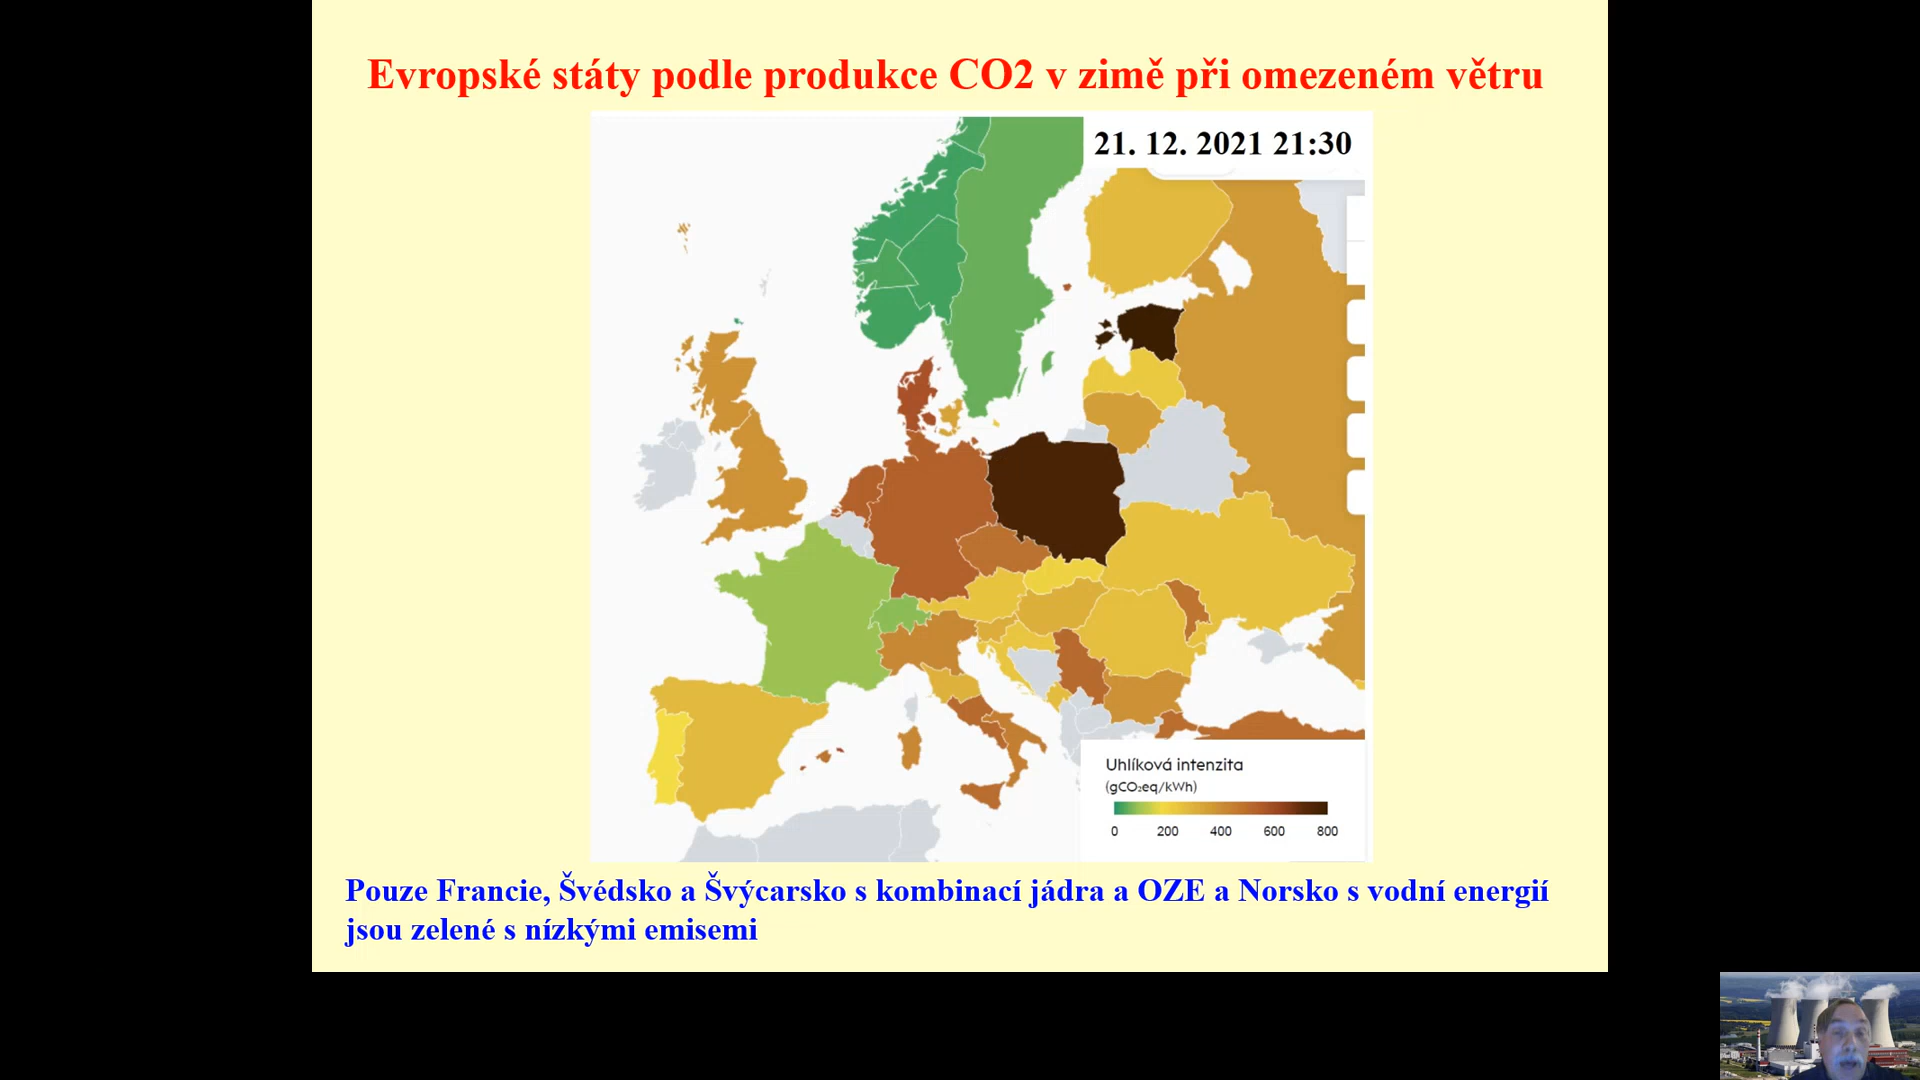 Evropské státy podle produkce CO2 v zimě při omezeném větru
21. 12. 2021 21:30
Uhlíková intenzita
(gCO₂eq/kWh)
0 200 400 600 800
Pouze Francie, Švédsko a Švýcarsko s kombinací jádra a OZE a Norsko s vodní energií
jsou zelené s nízkými emisemi